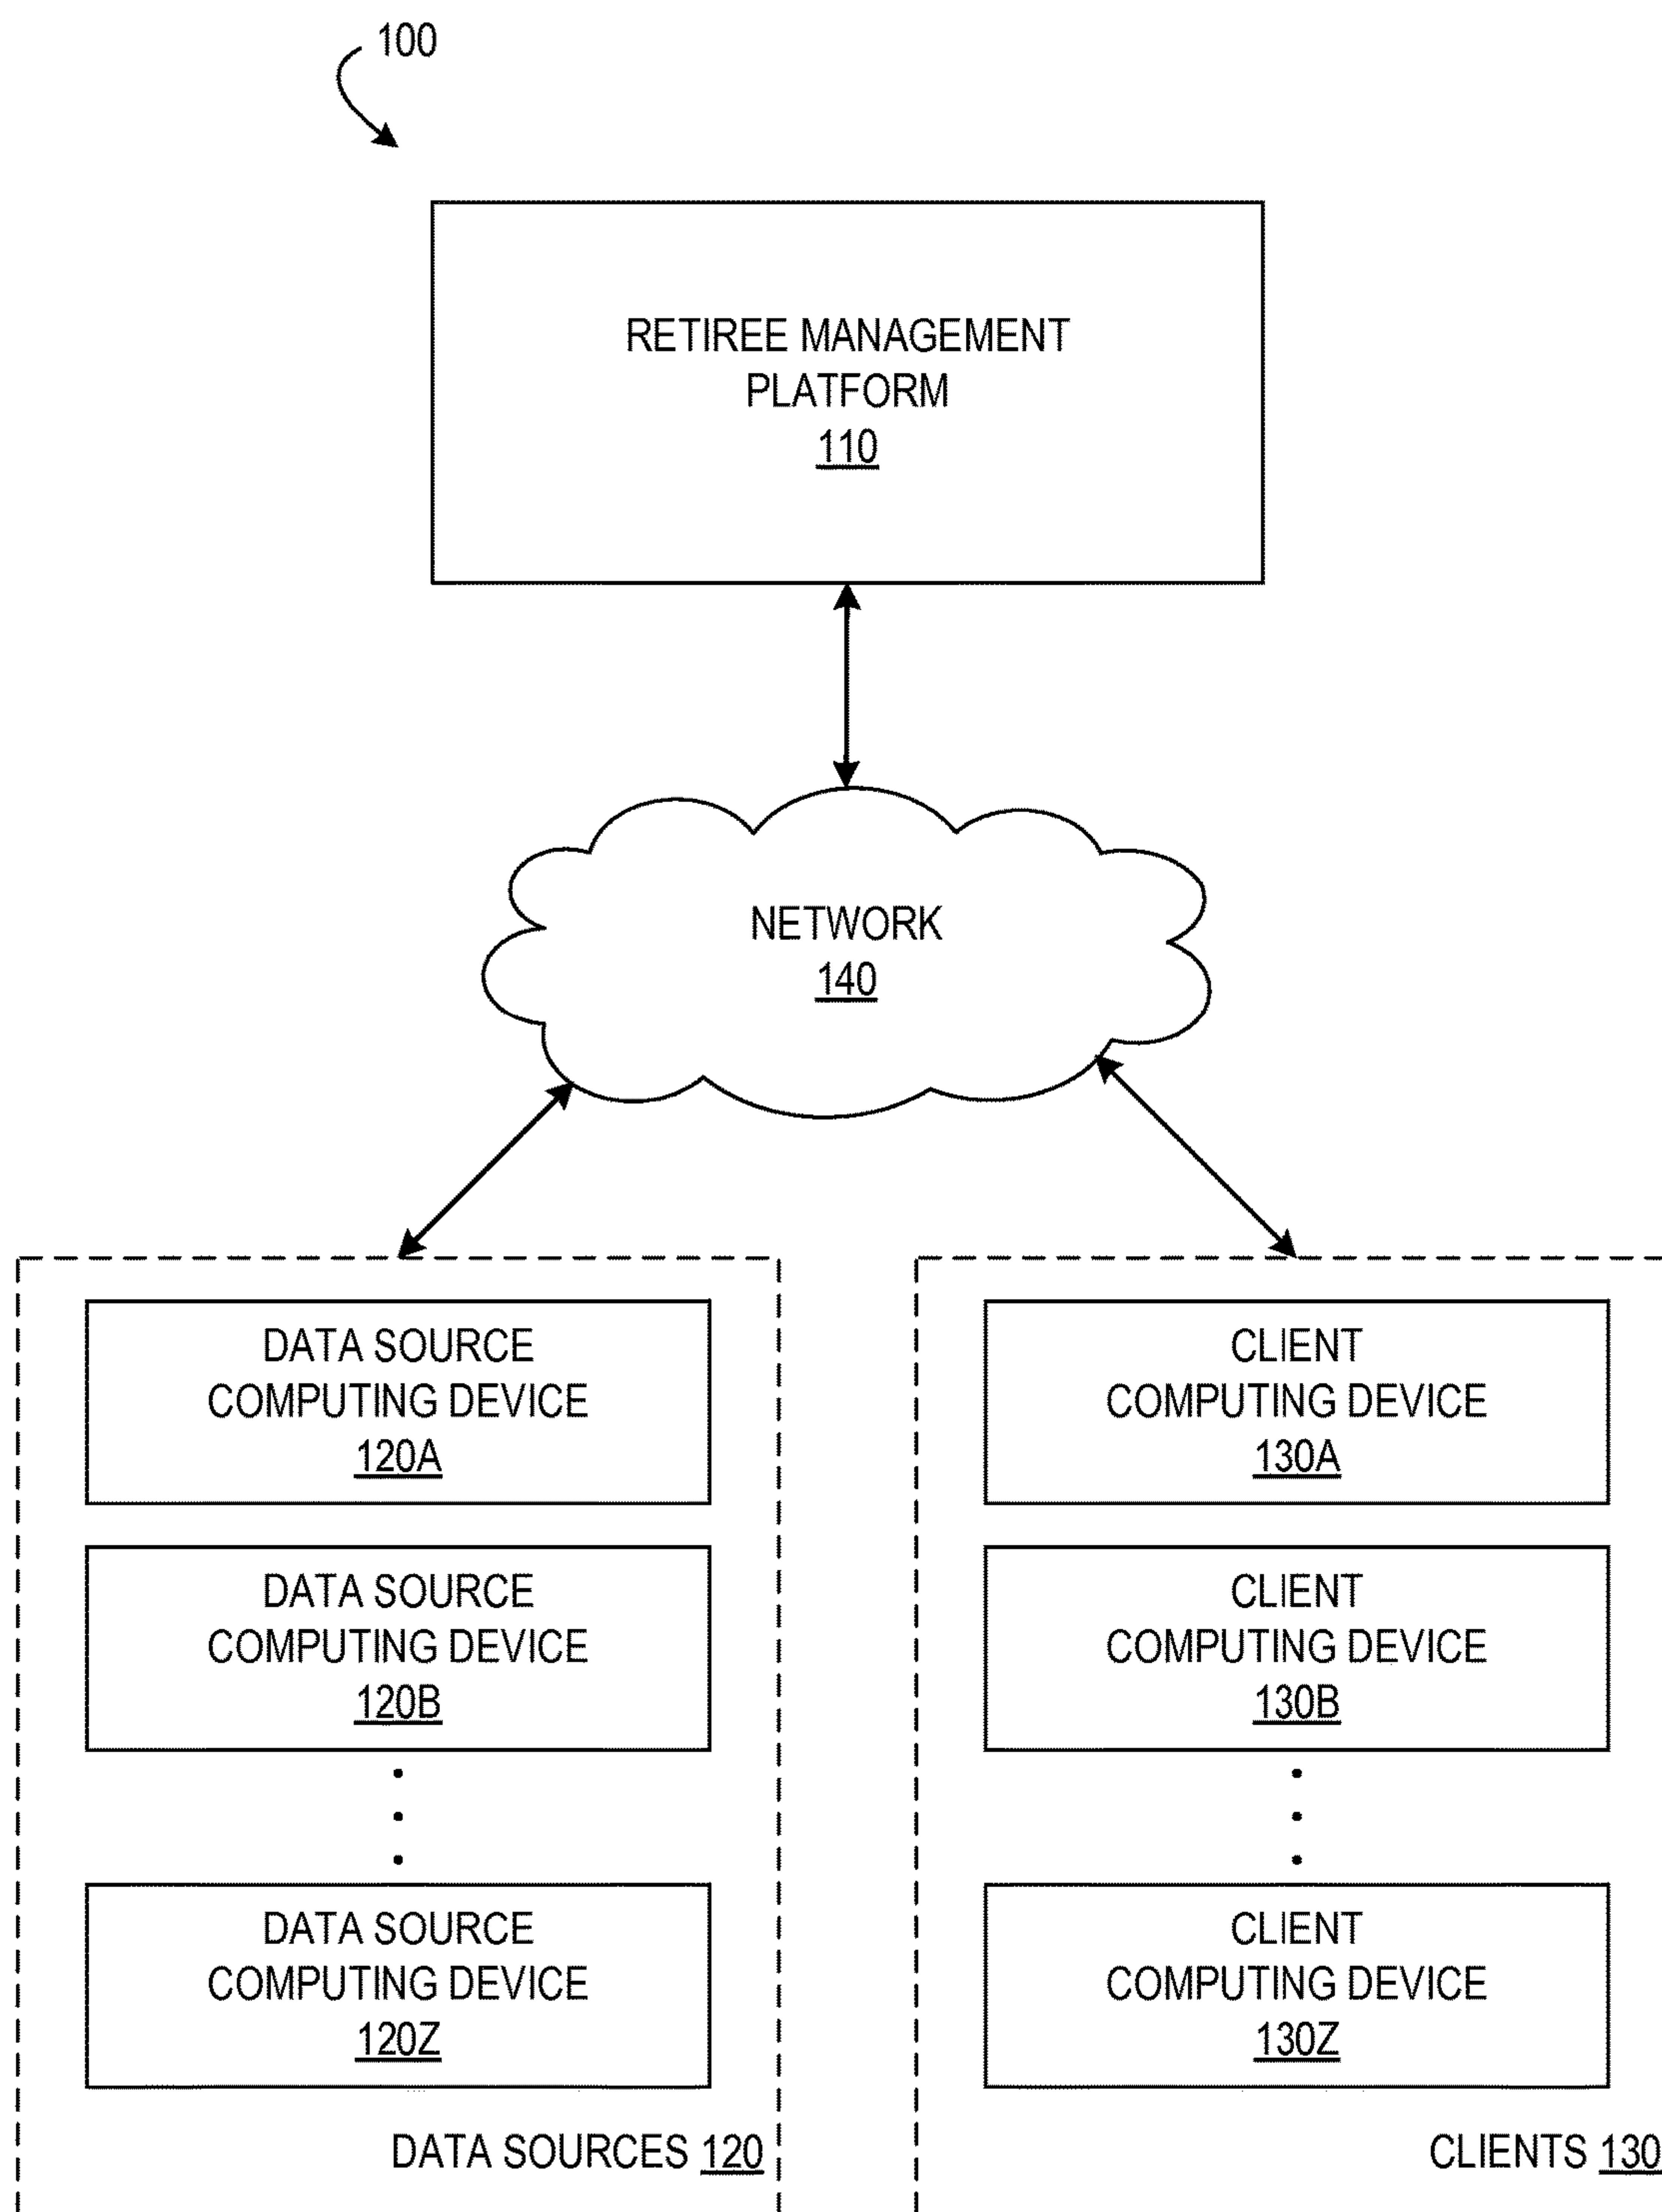 100
RETIREE MANAGEMENT
PLATFORM
110
NETWORK
140
DATA SOURCE
COMPUTING DEVICE
120A
DATA SOURCE
COMPUTING DEVICE
120B
DATA SOURCE
COMPUTING DEVICE
120Z
DATA SOURCES 120
CLIENT
COMPUTING DEVICE
130A
CLIENT
COMPUTING DEVICE
130B
CLIENT
COMPUTING DEVICE
130Z
CLIENTS 130